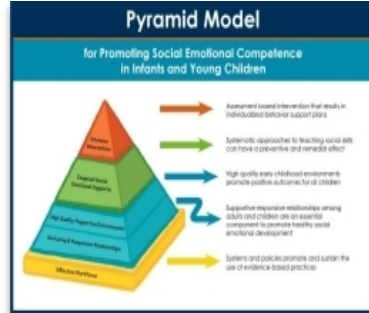 Pyramid Model
for Promoting Social Emotional Competence
in Infants and Young Children
Assessment based intervention that results in
individualized behavior support plans
Systematic approaches to teaching social skills
can have a preventive and remedial effect
High quality early childhood environments
promote positive outcomes for all children
Supportive responsive relationships among
adults and children are an essential
component to promote healthy social
emotional development
Systems and policies promote and sustain
the use of evidence-based practices
Intensive
Intervention
Targeted Social
Emotional Supports
High Quality Supportive Environments
Nurturing & Responsive Relationships
Effective Workforce